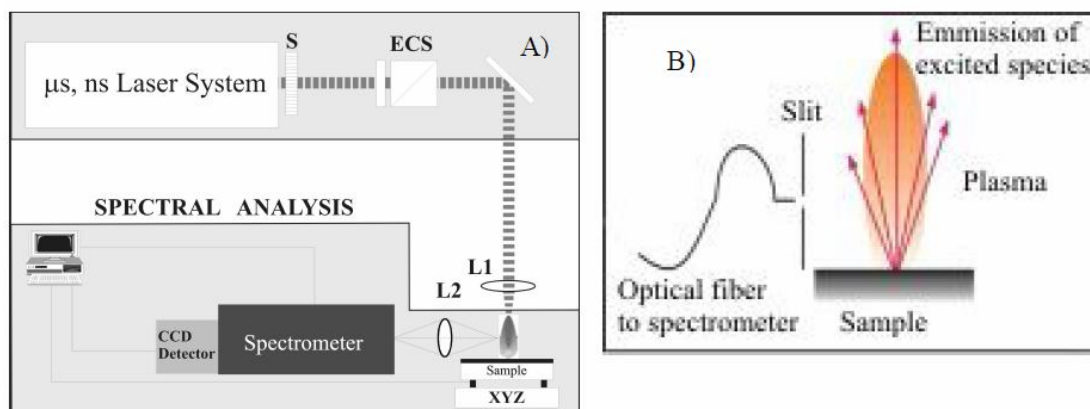 A)
S
ECS
μs, ns Laser System
SPECTRAL ANALYSIS
L1
L2
CCD
Detector
Spectrometer
Sample
XYZ
B)
Emmission of
excited species
Slit
Plasma
Optical fiber
to spectrometer
Sample